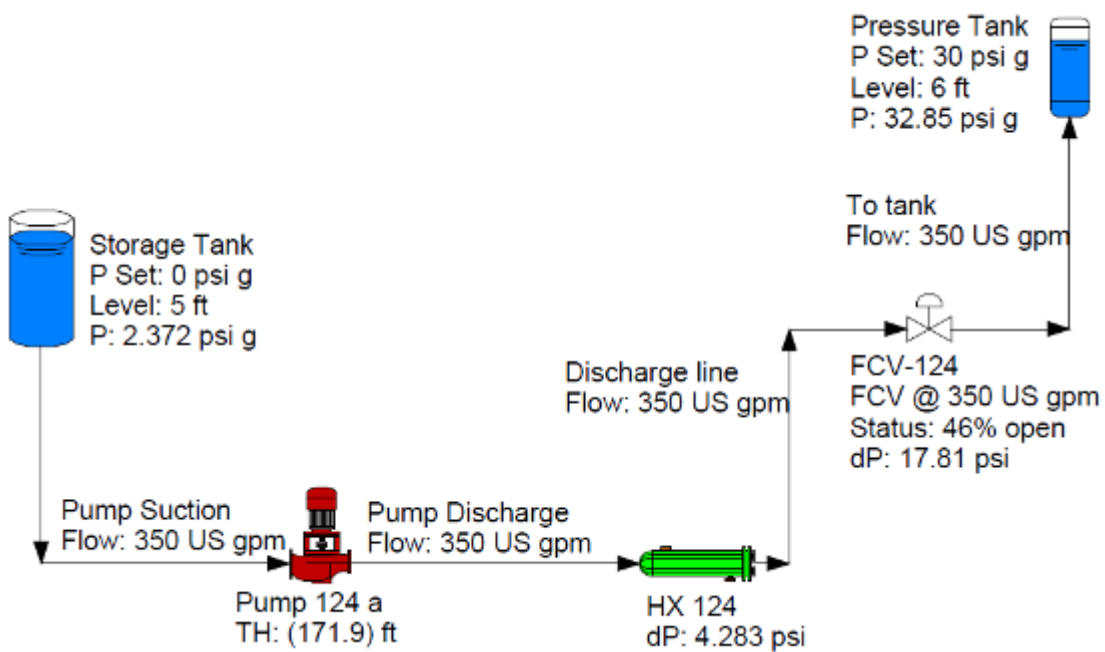 Pressure Tank
P Set: 30 psi g
Level: 6 ft
P: 32.85 psi g
To tank
Flow: 350 US gpm
Storage Tank
P Set: 0 psi g
Level: 5 ft
P: 2.372 psi g
Discharge line
Flow: 350 US gpm
FCV-124
FCV @ 350 US gpm
Status: 46% open
dP: 17.81 psi
Pump Suction
Flow: 350 US gpm
Pump Discharge
Flow: 350 US gpm
Pump 124 a
TH: (171.9) ft
HX 124
dP: 4.283 psi